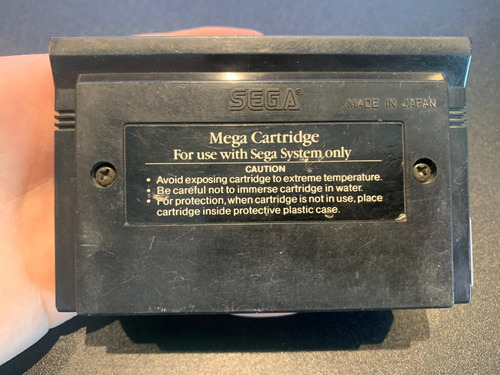 SEGA®
MADE IN JAPAN
Mega Cartridge
For use with Sega System only
CAUTION
• Avoid exposing cartridge to extreme temperature.
• Be careful not to immerse cartridge in water.
• For protection, when cartridge is not in use, place
cartridge inside protective plastic case.